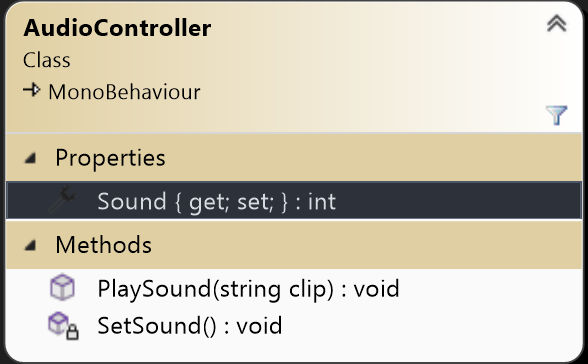 AudioController
Class
MonoBehaviour
Properties
Sound { get; set; } : int
Methods
PlaySound(string clip) : void
SetSound() : void